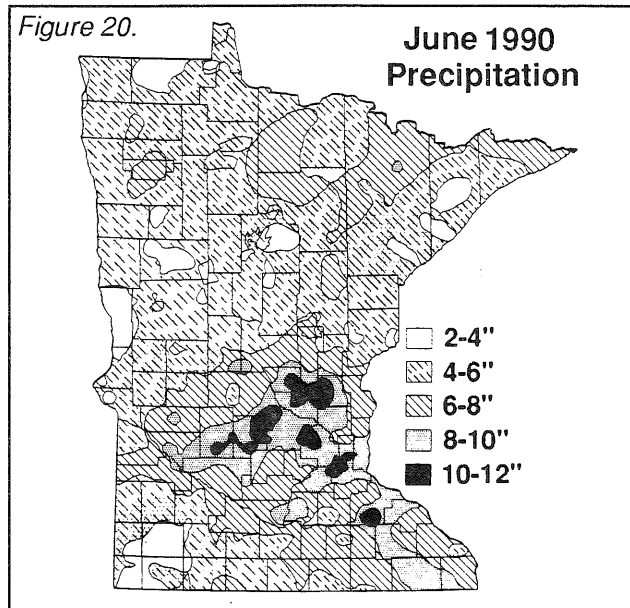 Figure 20.
June 1990
Precipitation
2-4"
4-6"
6-8"
8-10"
10-12"